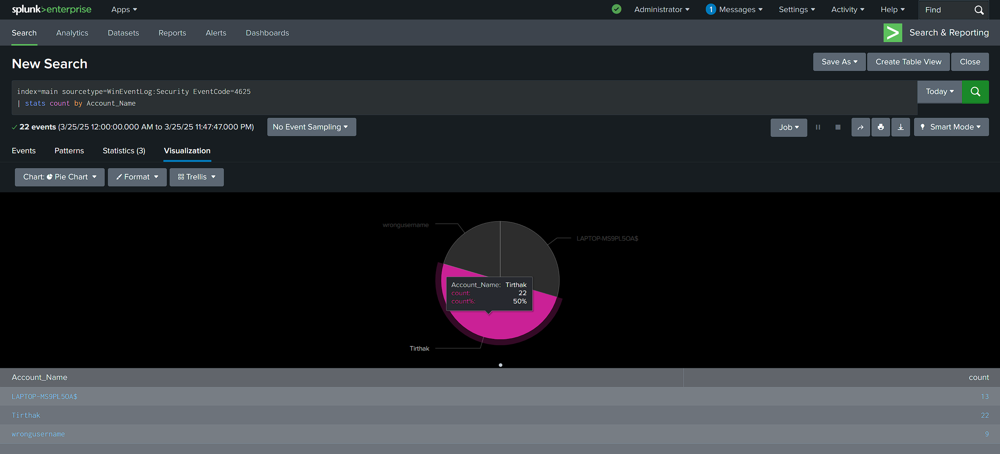 splunk>enterprise Apps Administrator 1 Messages Settings Activity Help Find
Search Analytics Datasets Reports Alerts Dashboards Search & Reporting
New Search Save As Create Table View Close
index=main sourcetype=WinEventLog:Security EventCode=4625 Today
| stats count by Account_Name
22 events (3/25/25 12:00:00.000 AM to 3/25/25 11:47:47.000 PM) No Event Sampling Job Smart Mode
Events Patterns Statistics (3) Visualization
Chart: Pie Chart Format Trellis
wrongusername
LAPTOP-MS9PL5OA$
Account_Name: Tirthak
count: 22
count%: 50%
Tirthak
Account_Name count
LAPTOP-MS9PL5OA$ 13
Tirthak 22
wrongusername 9